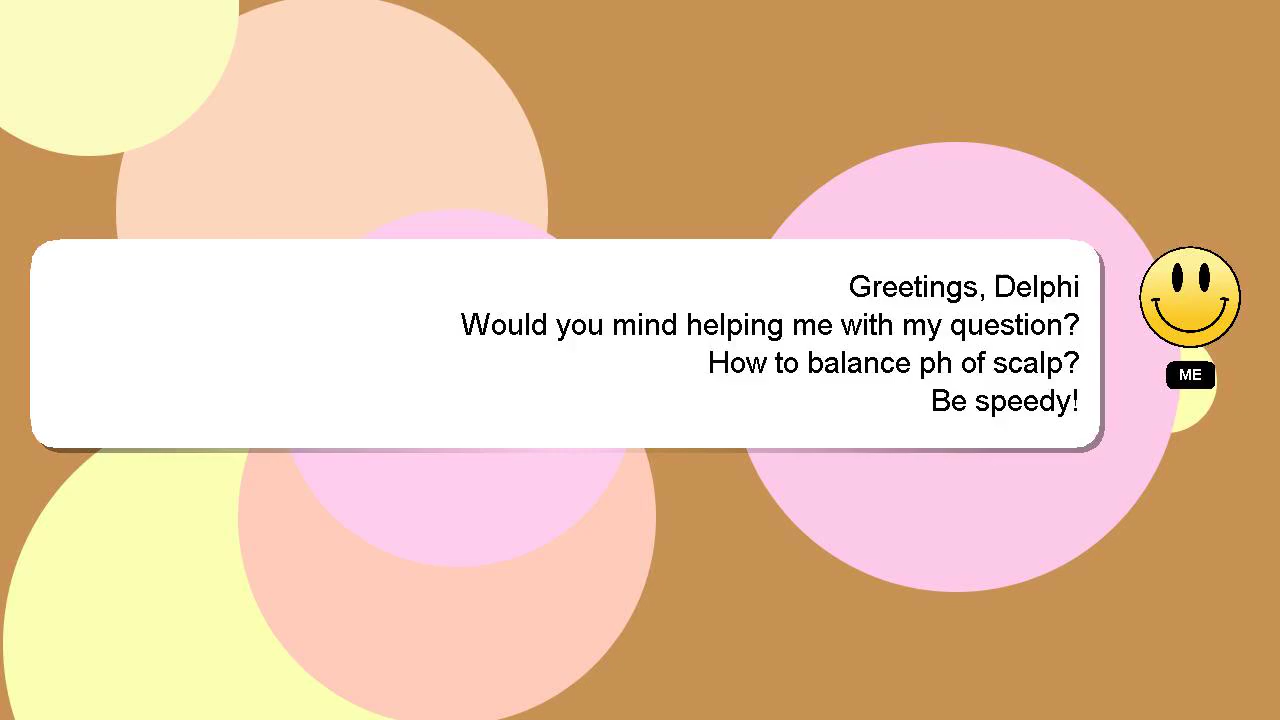 Greetings, Delphi
Would you mind helping me with my question?
How to balance ph of scalp?
Be speedy!
ME